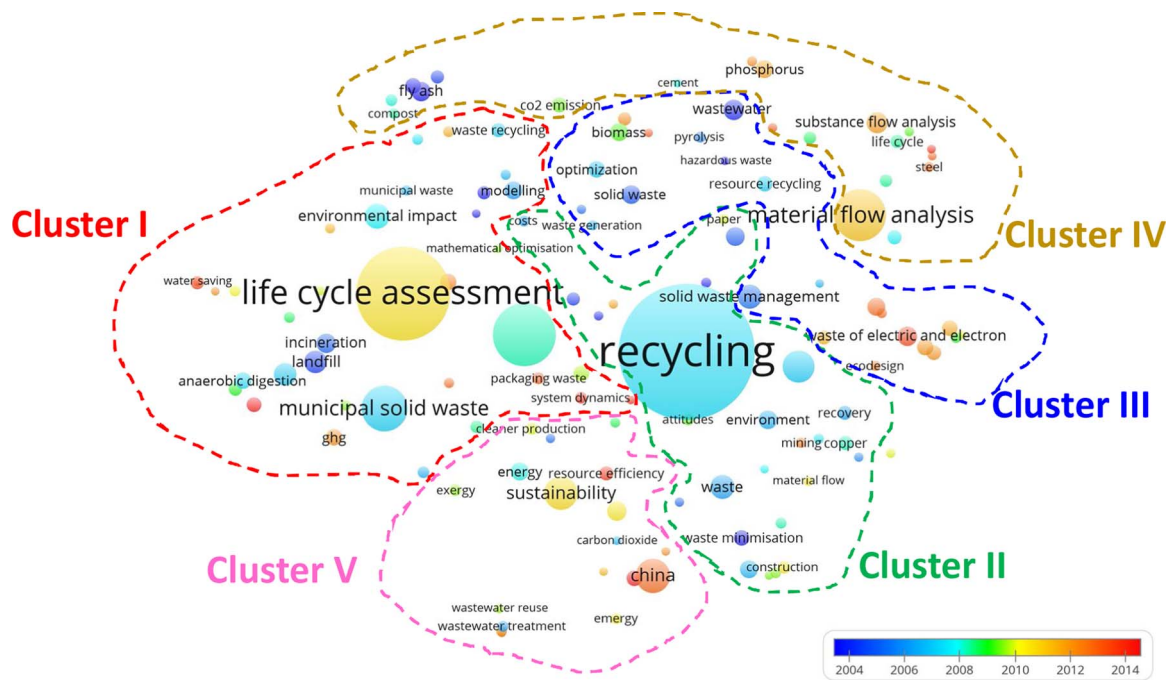 phosphorus
cement
fly ash
co2 emission
compost
wastewater
substance flow analysis
waste recycling
biomass
pyrolysis
life cycle
hazardous waste
steel
optimization
resource recycling
municipal waste
modelling
solid waste
environmental impact
costs
waste generation
paper
material flow analysis
Cluster I
Cluster IV
mathematical optimisation
water saving
life cycle assessment
solid waste management
incineration
waste of electric and electron
landfill
recycling
ecodesign
anaerobic digestion
packaging waste
system dynamics
Cluster III
municipal solid waste
attitudes
environment
recovery
cleaner production
ghg
mining
copper
energy
resource efficiency
exergy
sustainability
waste
material flow
carbon dioxide
waste minimisation
Cluster V
china
construction
Cluster II
wastewater reuse
emergy
wastewater treatment
2004 2006 2008 2010 2012 2014